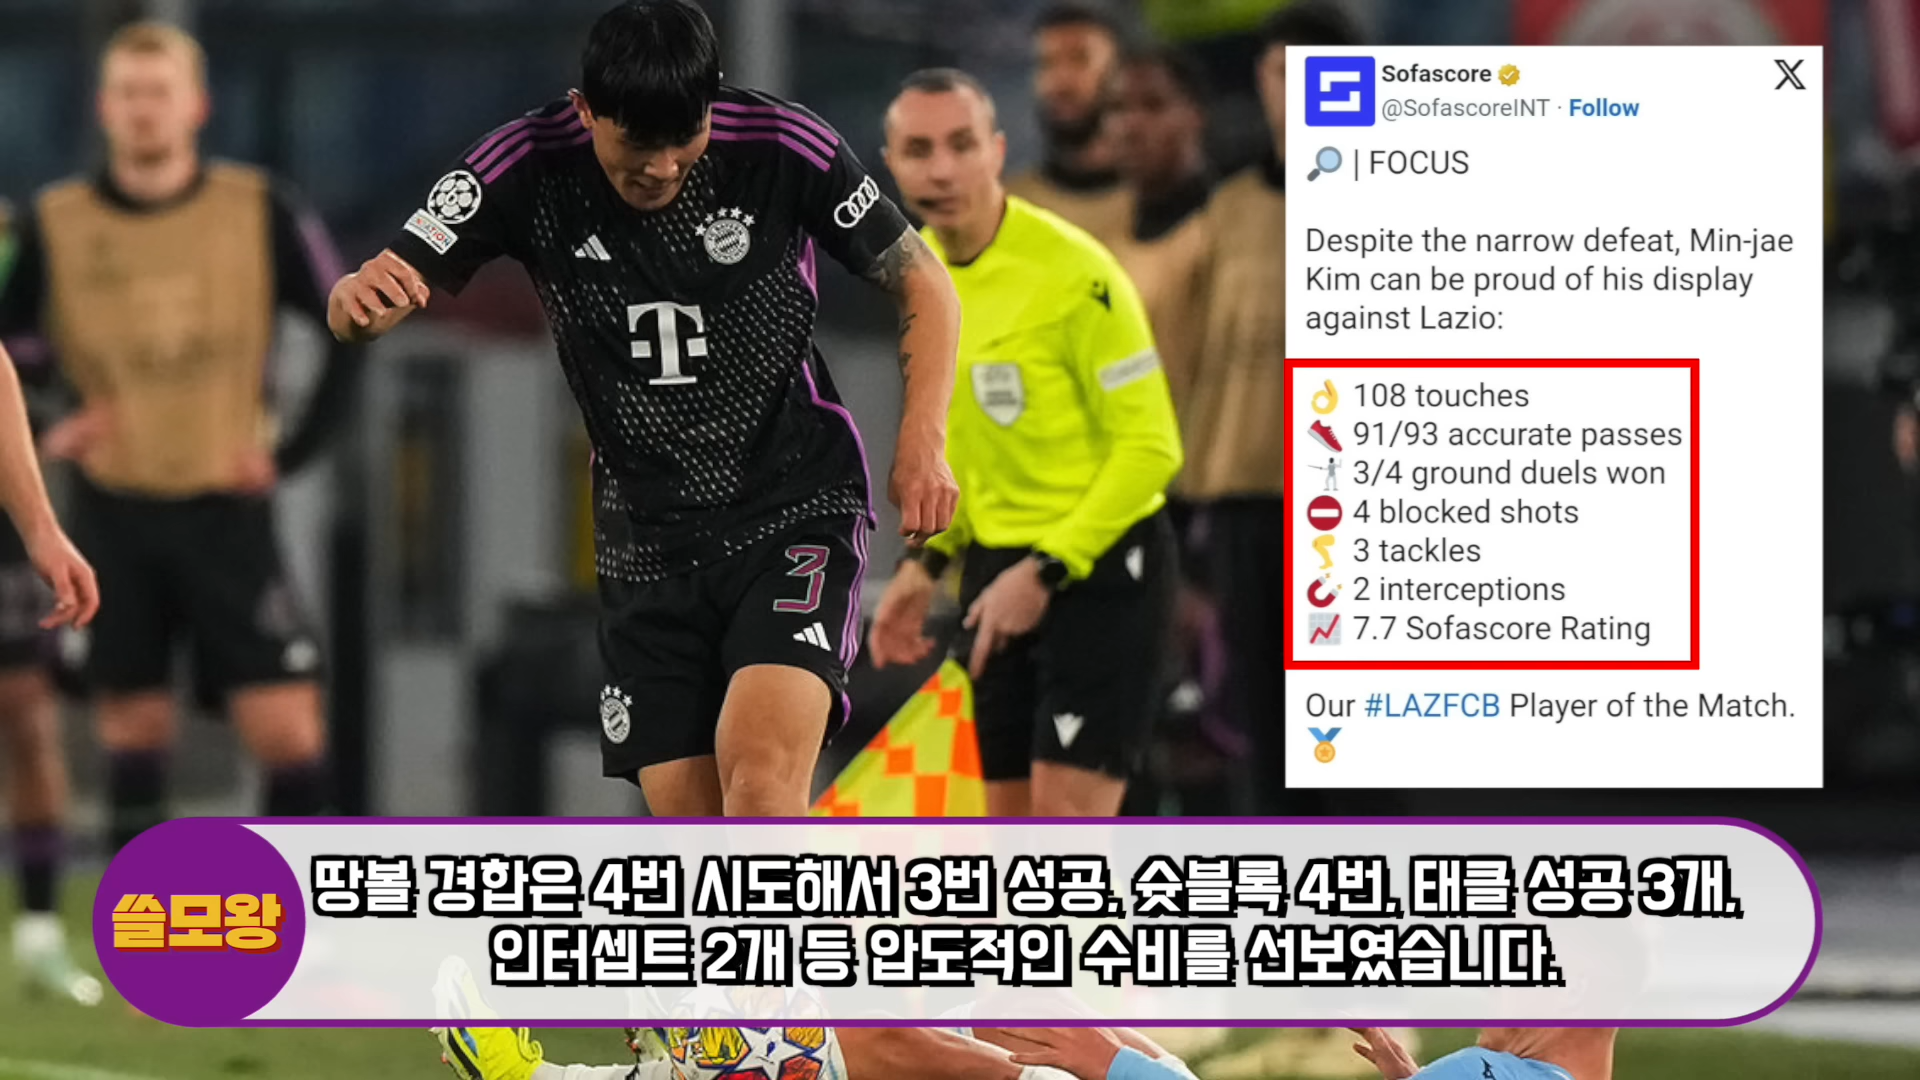 Sofascore
@SofascoreINT · Follow
🔎 | FOCUS
Despite the narrow defeat, Min-jae
Kim can be proud of his display
against Lazio:
👌 108 touches
👟 91/93 accurate passes
🤺 3/4 ground duels won
⛔ 4 blocked shots
🦵 3 tackles
🧲 2 interceptions
📈 7.7 Sofascore Rating
Our #LAZFCB Player of the Match.
🏅
T
3
쓸모왕
땅볼 경합은 4번 시도해서 3번 성공, 슛블록 4번, 태클 성공 3개,
인터셉트 2개 등 압도적인 수비를 선보였습니다.